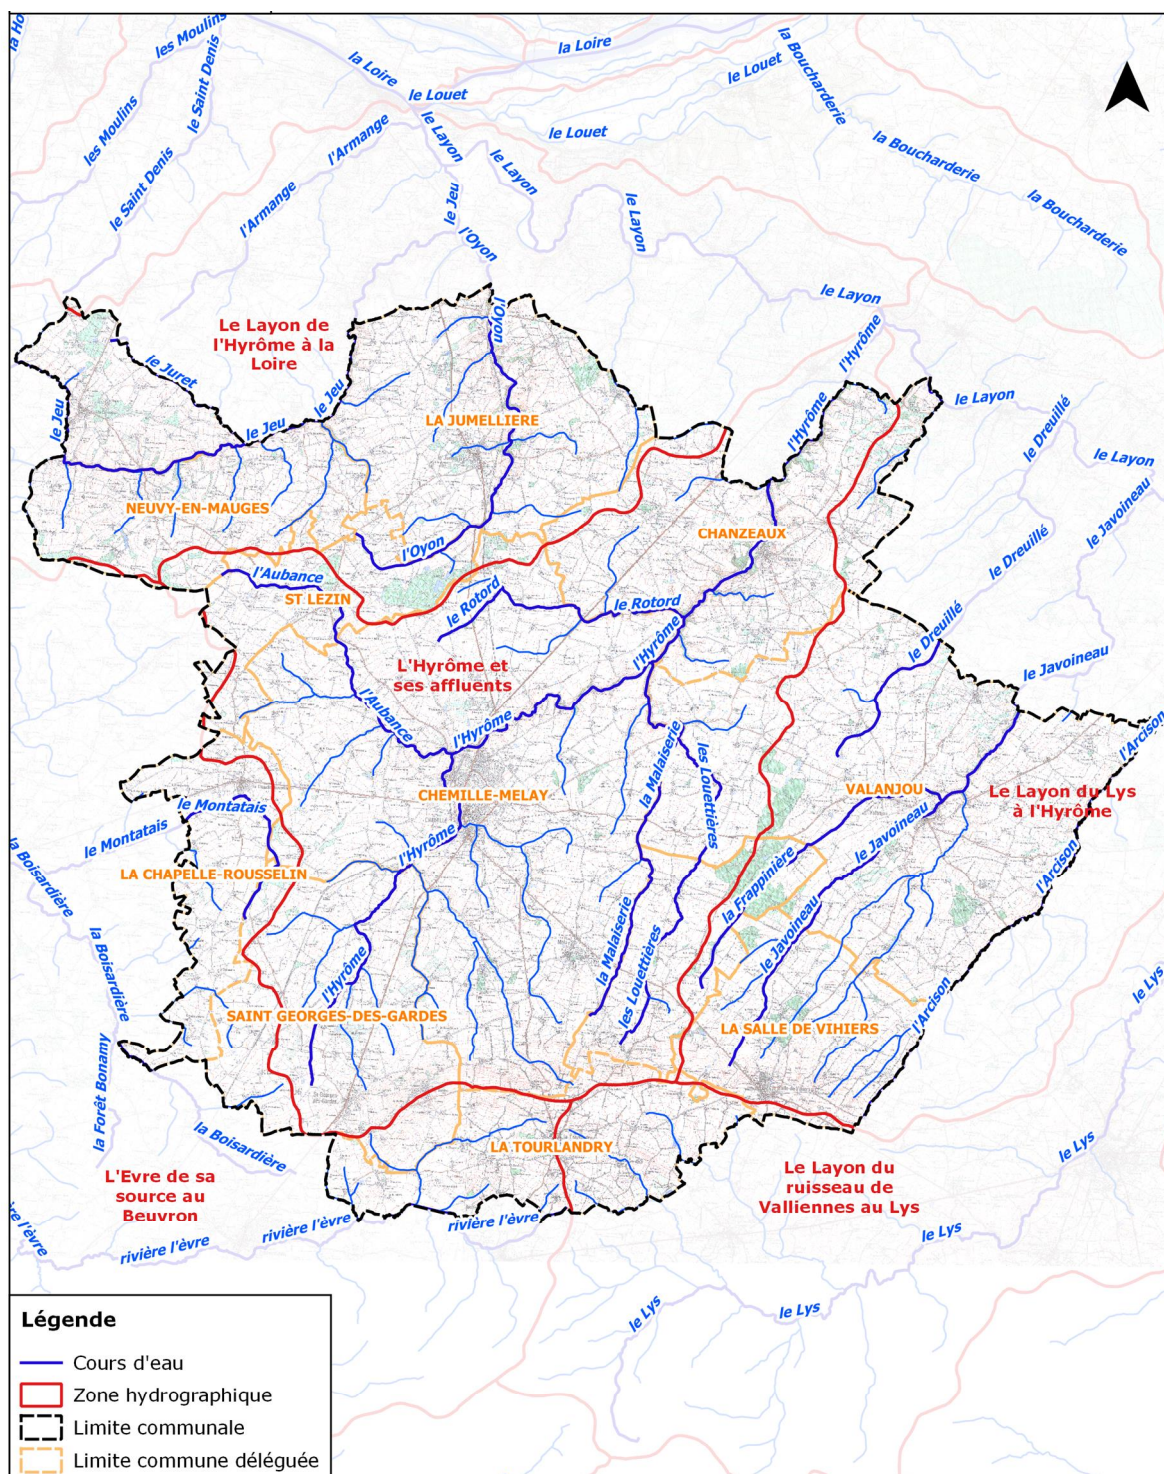 la Ho
les Moulins
la Loire
la Loire
la Boucharderie
le Saint Denis
le Louet
le Louet
les Moulins
l'Armange
le Layon
le Louet
la Boucharderie
le Layon
le Saint Denis
l'Armange
le Jeu
le Layon
la Boucharderie
l'Oyon
l'Oyon
le Layon
Le Layon de
l'Hyrôme à la
Loire
l'Hyrôme
le Juret
le Jeu
le Jeu
le Jeu
LA JUMELLIERE
l'Hyrôme
le Layon
le Dreuillé
le Layon
NEUVY-EN-MAUGES
CHANZEAUX
le Javoineau
l'Oyon
le Dreuillé
l'Aubance
ST LEZIN
le Rotord
le Rotord
l'Hyrôme
le Dreuillé
L'Hyrôme et
ses affluents
le Javoineau
l'Aubance
l'Hyrôme
la Malaiserie
les Louettières
l'Arcison
CHEMILLE-MELAY
VALANJOU
Le Layon du Lys
à l'Hyrôme
le Montatais
le Montatais
l'Hyrôme
le Javoineau
la Boisardière
LA CHAPELLE-ROUSSELIN
la Frappinière
l'Arcison
la Malaiserie
le Javoineau
les Louettières
la Boisardière
l'Hyrôme
le Lys
l'Arcison
SAINT GEORGES-DES-GARDES
LA SALLE DE VIHIERS
la Forêt Bonamy
la Boisardière
LA TOURLANDRY
le Lys
L'Evre de sa
source au
Beuvron
Le Layon du
ruisseau de
Valliennes au Lys
re l'èvre
rivière l'èvre
rivière l'èvre
rivière l'èvre
le Lys
le Lys
le Lys
Légende
Cours d'eau
Zone hydrographique
Limite communale
Limite commune déléguée